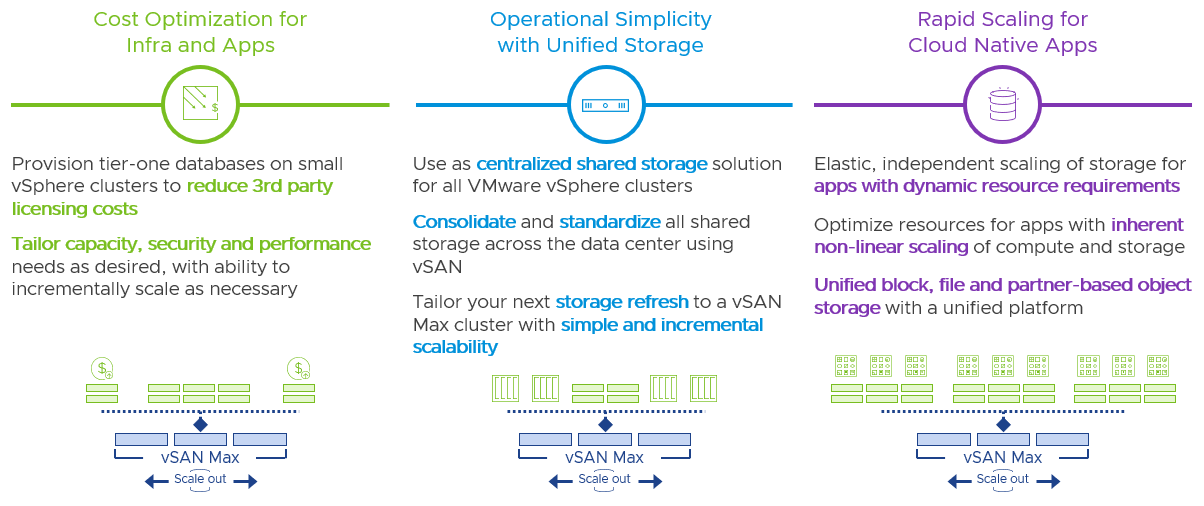 Cost Optimization for
Infra and Apps
$
Provision tier-one databases on small
vSphere clusters to reduce 3rd party
licensing costs
Tailor capacity, security and performance
needs as desired, with ability to
incrementally scale as necessary
$
$
vSAN Max
Scale out
Operational Simplicity
with Unified Storage
Use as centralized shared storage solution
for all VMware vSphere clusters
Consolidate and standardize all shared
storage across the data center using
vSAN
Tailor your next storage refresh to a vSAN
Max cluster with simple and incremental
scalability
vSAN Max
Scale out
Rapid Scaling for
Cloud Native Apps
Elastic, independent scaling of storage for
apps with dynamic resource requirements
Optimize resources for apps with inherent
non-linear scaling of compute and storage
Unified block, file and partner-based object
storage with a unified platform
vSAN Max
Scale out